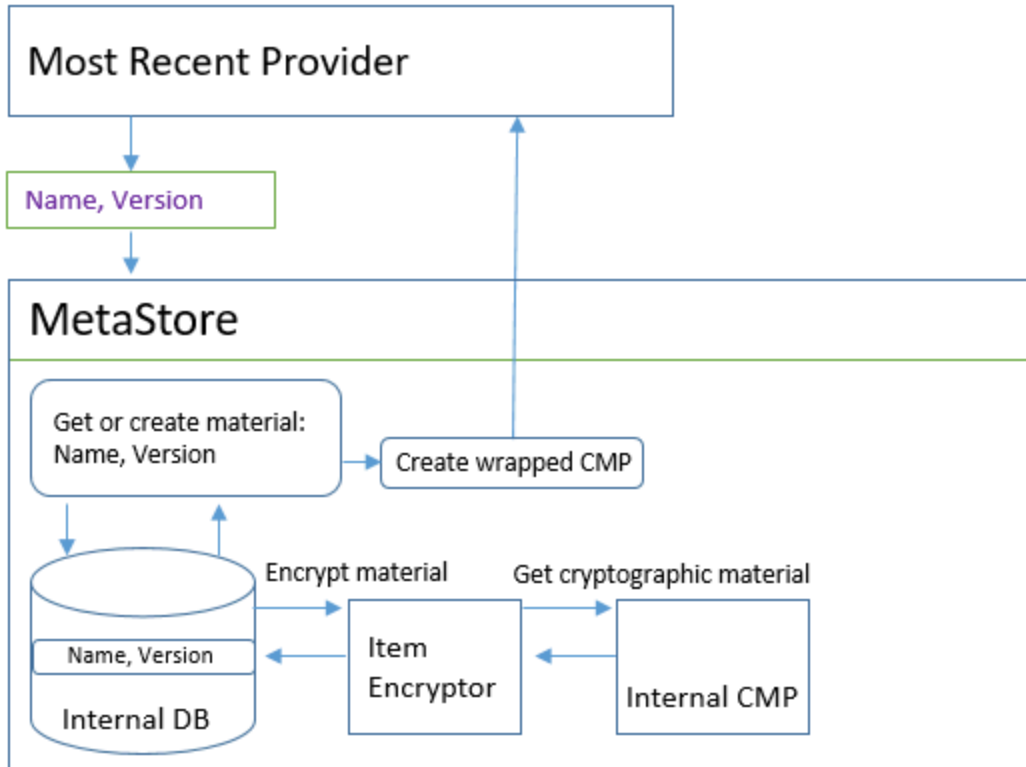 Most Recent Provider
Name, Version
MetaStore
Get or create material:
Name, Version
Create wrapped CMP
Encrypt material
Get cryptographic material
Item
Encryptor
Name, Version
Internal CMP
Internal DB